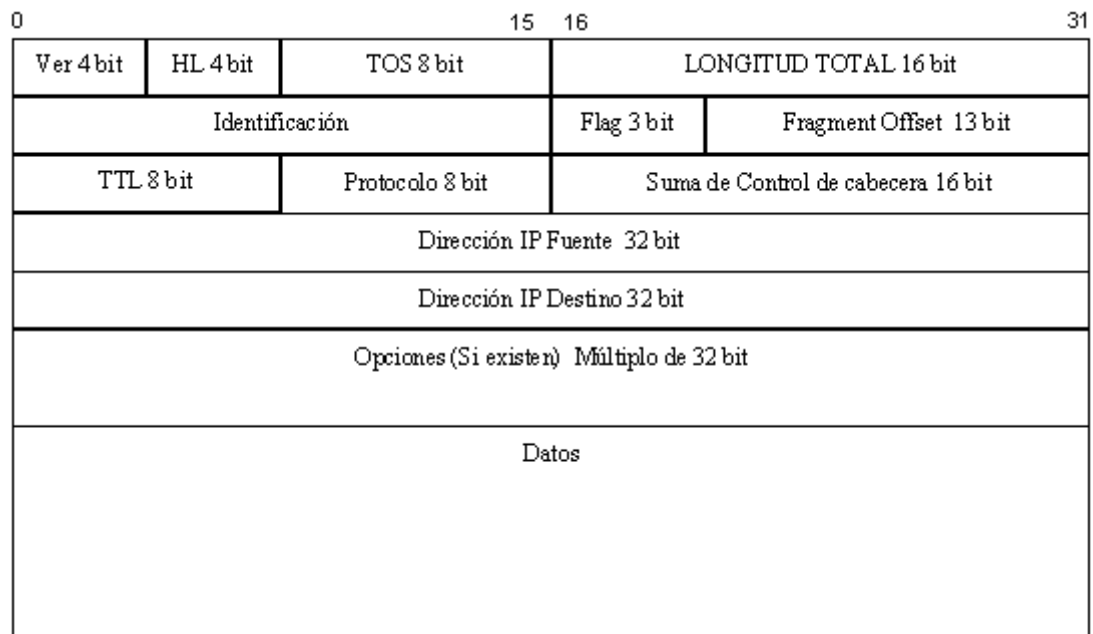 0 15 16 31
Ver 4 bit HL 4 bit TOS 8 bit LONGITUD TOTAL 16 bit
Identificación Flag 3 bit Fragment Offset 13 bit
TTL 8 bit Protocolo 8 bit Suma de Control de cabecera 16 bit
Dirección IP Fuente 32 bit
Dirección IP Destino 32 bit
Opciones (Si existen) Múltiplo de 32 bit
Datos